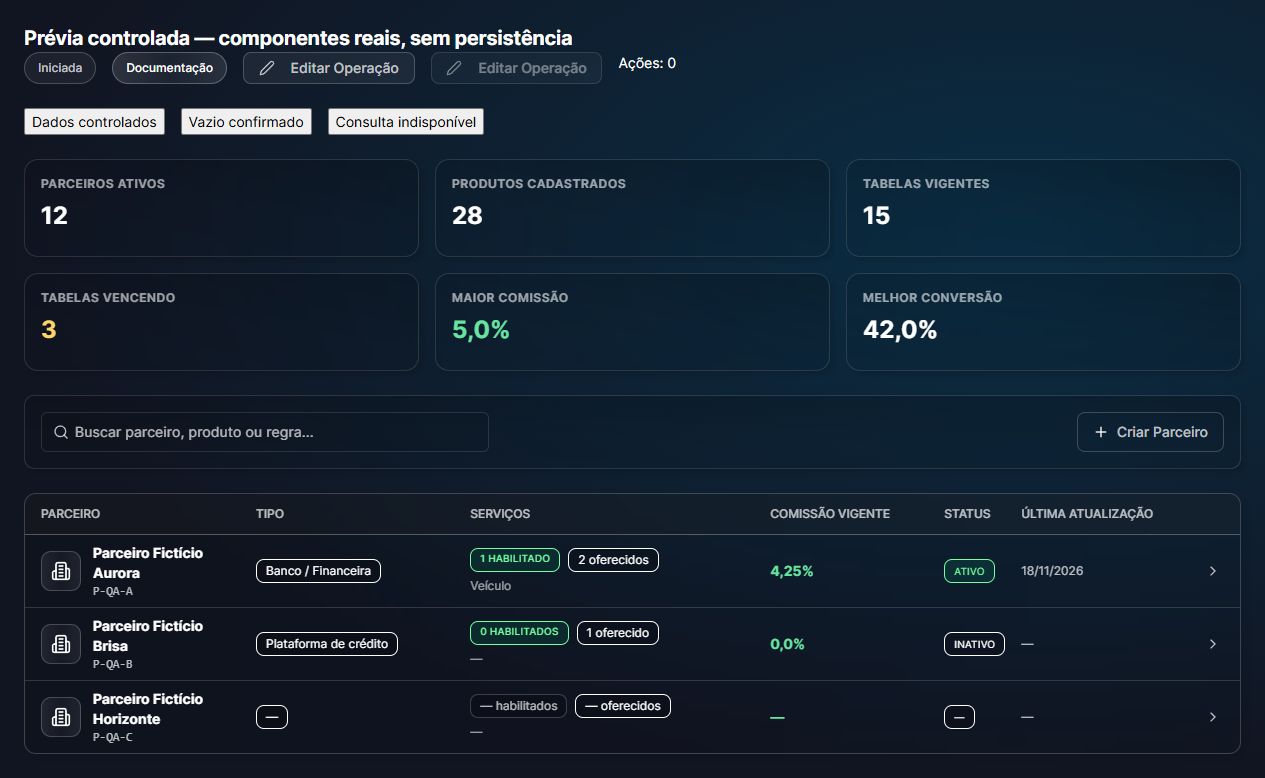 Prévia controlada — componentes reais, sem persistência
Iniciada
Documentação
Editar Operação
Editar Operação
Ações: 0
Dados controlados
Vazio confirmado
Consulta indisponível
PARCEIROS ATIVOS
12
PRODUTOS CADASTRADOS
28
TABELAS VIGENTES
15
TABELAS VENCENDO
3
MAIOR COMISSÃO
5,0%
MELHOR CONVERSÃO
42,0%
Buscar parceiro, produto ou regra...
+ Criar Parceiro
PARCEIRO TIPO SERVIÇOS COMISSÃO VIGENTE STATUS ÚLTIMA ATUALIZAÇÃO
Parceiro Fictício
Aurora
P-QA-A
Banco / Financeira
1 HABILITADO
2 oferecidos
Veículo
4,25%
ATIVO
18/11/2026
Parceiro Fictício
Brisa
P-QA-B
Plataforma de crédito
0 HABILITADOS
1 oferecido
—
0,0%
INATIVO
—
Parceiro Fictício
Horizonte
P-QA-C
—
— habilitados
— oferecidos
—
—
—
—